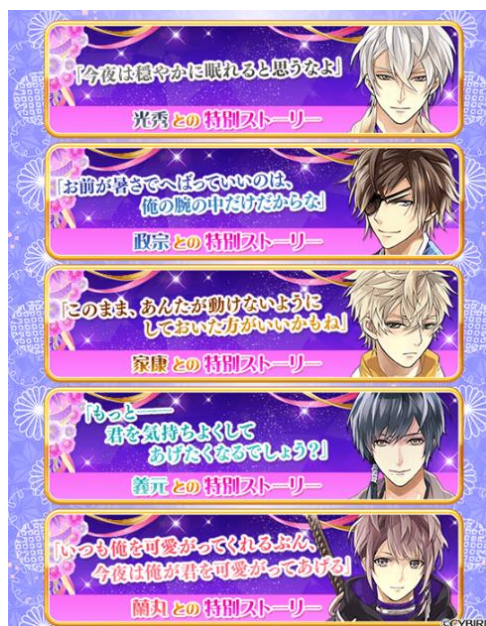 「今夜は穏やかに眠れると思うなよ」
光秀との特別ストーリー
「お前が暑さでへばっていいのは、
俺の腕の中だけだからな」
政宗との特別ストーリー
「このまま、あんたが動けないように
しておいた方がいいかもね」
家康との特別ストーリー
「もっと――
君を気持ちよくして
あげたくなるでしょう?」
義元との特別ストーリー
「いつも俺を可愛がってくれるぶん、
今夜は俺が君を可愛がってあげる」
蘭丸との特別ストーリー
©CYBIRD